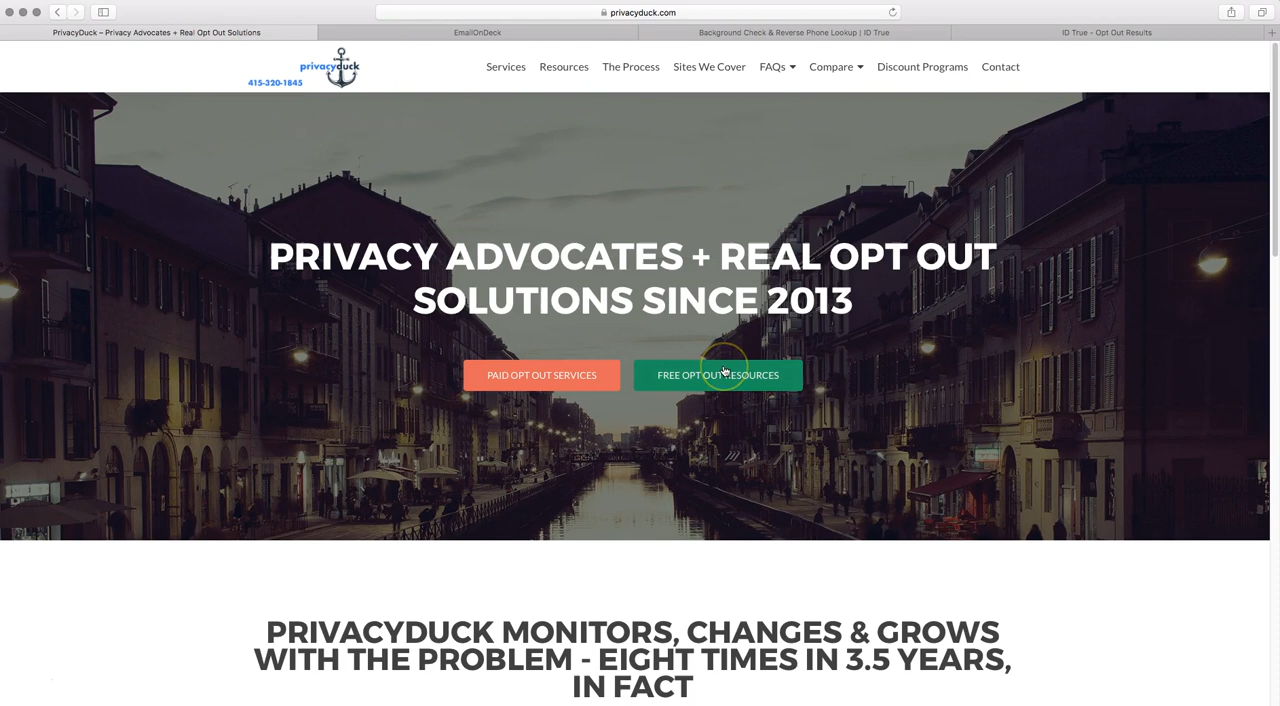 privacyduck.com
PrivacyDuck – Privacy Advocates + Real Opt Out Solutions
EmailOnDeck
Background Check & Reverse Phone Lookup | ID True
ID True - Opt Out Results
privacyduck
415-320-1845
Services
Resources
The Process
Sites We Cover
FAQs
Compare
Discount Programs
Contact
PRIVACY ADVOCATES + REAL OPT OUT
SOLUTIONS SINCE 2013
PAID OPT OUT SERVICES
FREE OPT OUT RESOURCES
PRIVACYDUCK MONITORS, CHANGES & GROWS
WITH THE PROBLEM - EIGHT TIMES IN 3.5 YEARS,
IN FACT